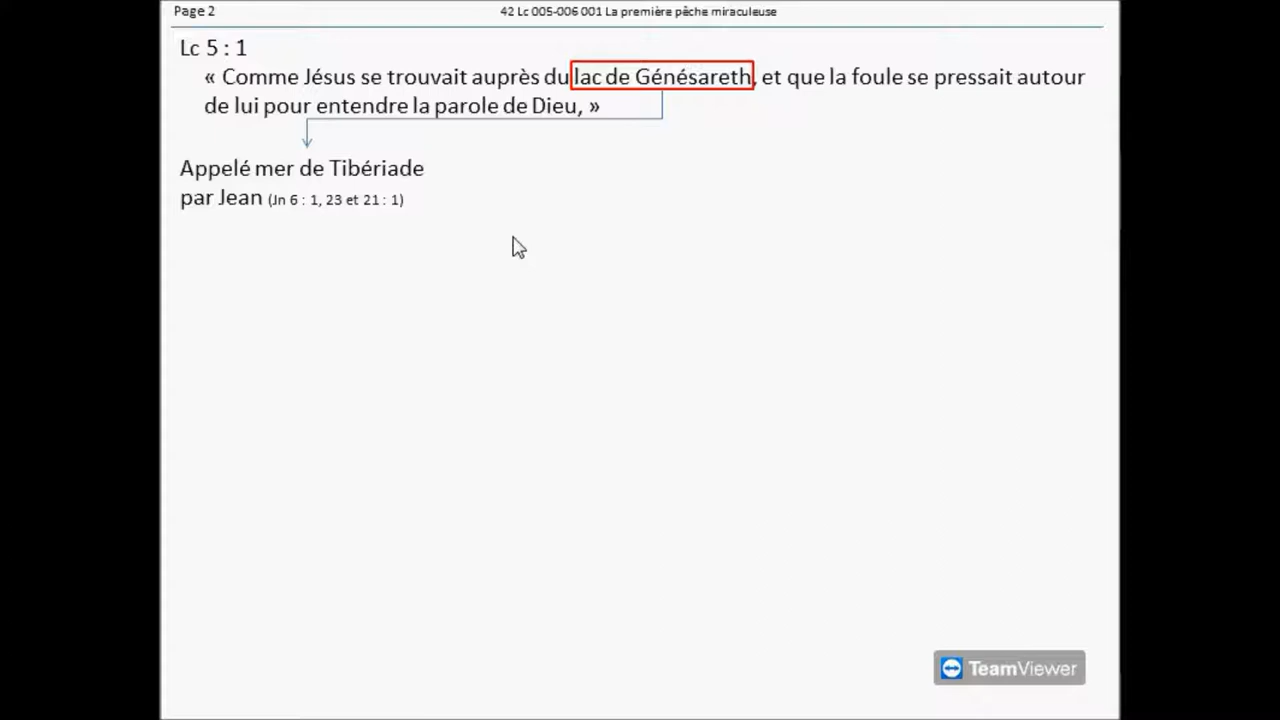 Page 2
42 Lc 005-006 001 La première pêche miraculeuse
Lc 5 : 1
« Comme Jésus se trouvait auprès du lac de Génésareth, et que la foule se pressait autour
de lui pour entendre la parole de Dieu, »
Appelé mer de Tibériade
par Jean (Jn 6 : 1, 23 et 21 : 1)
TeamViewer